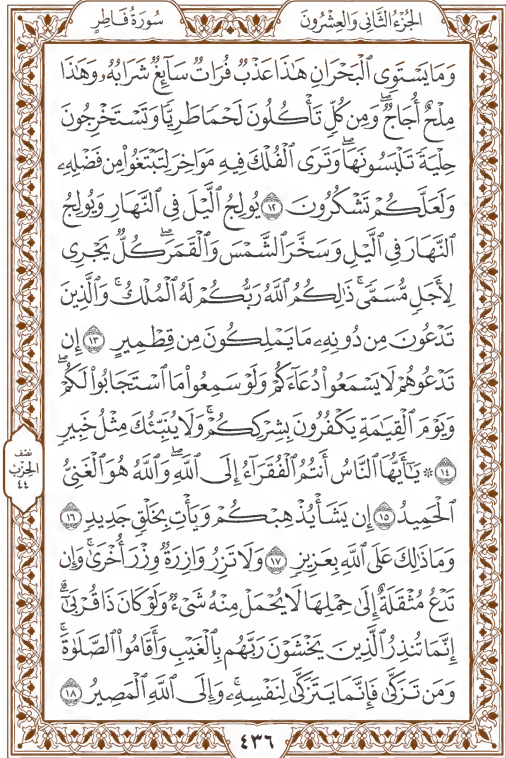 سُورَةُ فَاطِرٍ
الجُزْءُ الثَّانِي وَالعِشْرُونَ
وَمَا يَسْتَوِي ٱلْبَحْرَانِ هَٰذَا عَذْبٌ فُرَاتٌ سَآئِغٌ شَرَابُهُۥ وَهَٰذَا
مِلْحٌ أُجَاجٌ ۖ وَمِن كُلٍّ تَأْكُلُونَ لَحْمًا طَرِيًّا وَتَسْتَخْرِجُونَ
حِلْيَةً تَلْبَسُونَهَا ۖ وَتَرَى ٱلْفُلْكَ فِيهِ مَوَاخِرَ لِتَبْتَغُوا۟ مِن فَضْلِهِۦ
وَلَعَلَّكُمْ تَشْكُرُونَ ١٢ يُولِجُ ٱلَّيْلَ فِي ٱلنَّهَارِ وَيُولِجُ
ٱلنَّهَارَ فِي ٱلَّيْلِ وَسَخَّرَ ٱلشَّمْسَ وَٱلْقَمَرَ ۖ كُلٌّ يَجْرِي
لِأَجَلٍ مُّسَمًّى ۚ ذَٰلِكُمُ ٱللَّهُ رَبُّكُمْ لَهُ ٱلْمُلْكُ ۚ وَٱلَّذِينَ
تَدْعُونَ مِن دُونِهِۦ مَا يَمْلِكُونَ مِن قِطْمِيرٍ ١٣ إِن
تَدْعُوهُمْ لَا يَسْمَعُوا۟ دُعَآءَكُمْ وَلَوْ سَمِعُوا۟ مَا ٱسْتَجَابُوا۟ لَكُمْ ۖ
وَيَوْمَ ٱلْقِيَٰمَةِ يَكْفُرُونَ بِشِرْكِكُمْ ۚ وَلَا يُنَبِّئُكَ مِثْلُ خَبِيرٍ
١٤ ۞ يَٰٓأَيُّهَا ٱلنَّاسُ أَنتُمُ ٱلْفُقَرَآءُ إِلَى ٱللَّهِ ۖ وَٱللَّهُ هُوَ ٱلْغَنِيُّ
ٱلْحَمِيدُ ١٥ إِن يَشَأْ يُذْهِبْكُمْ وَيَأْتِ بِخَلْقٍ جَدِيدٍ ١٦
وَمَا ذَٰلِكَ عَلَى ٱللَّهِ بِعَزِيزٍ ١٧ وَلَا تَزِرُ وَازِرَةٌ وِزْرَ أُخْرَىٰ ۚ وَإِن
تَدْعُ مُثْقَلَةٌ إِلَىٰ حِمْلِهَا لَا يُحْمَلْ مِنْهُ شَيْءٌ وَلَوْ كَانَ ذَا قُرْبَىٰٓ ۗ
إِنَّمَا تُنذِرُ ٱلَّذِينَ يَخْشَوْنَ رَبَّهُم بِٱلْغَيْبِ وَأَقَامُوا۟ ٱلصَّلَوٰةَ ۚ
وَمَن تَزَكَّىٰ فَإِنَّمَا يَتَزَكَّىٰ لِنَفْسِهِۦ ۚ وَإِلَى ٱللَّهِ ٱلْمَصِيرُ ١٨
نصف
الحزب
٤٤
٤٣٦